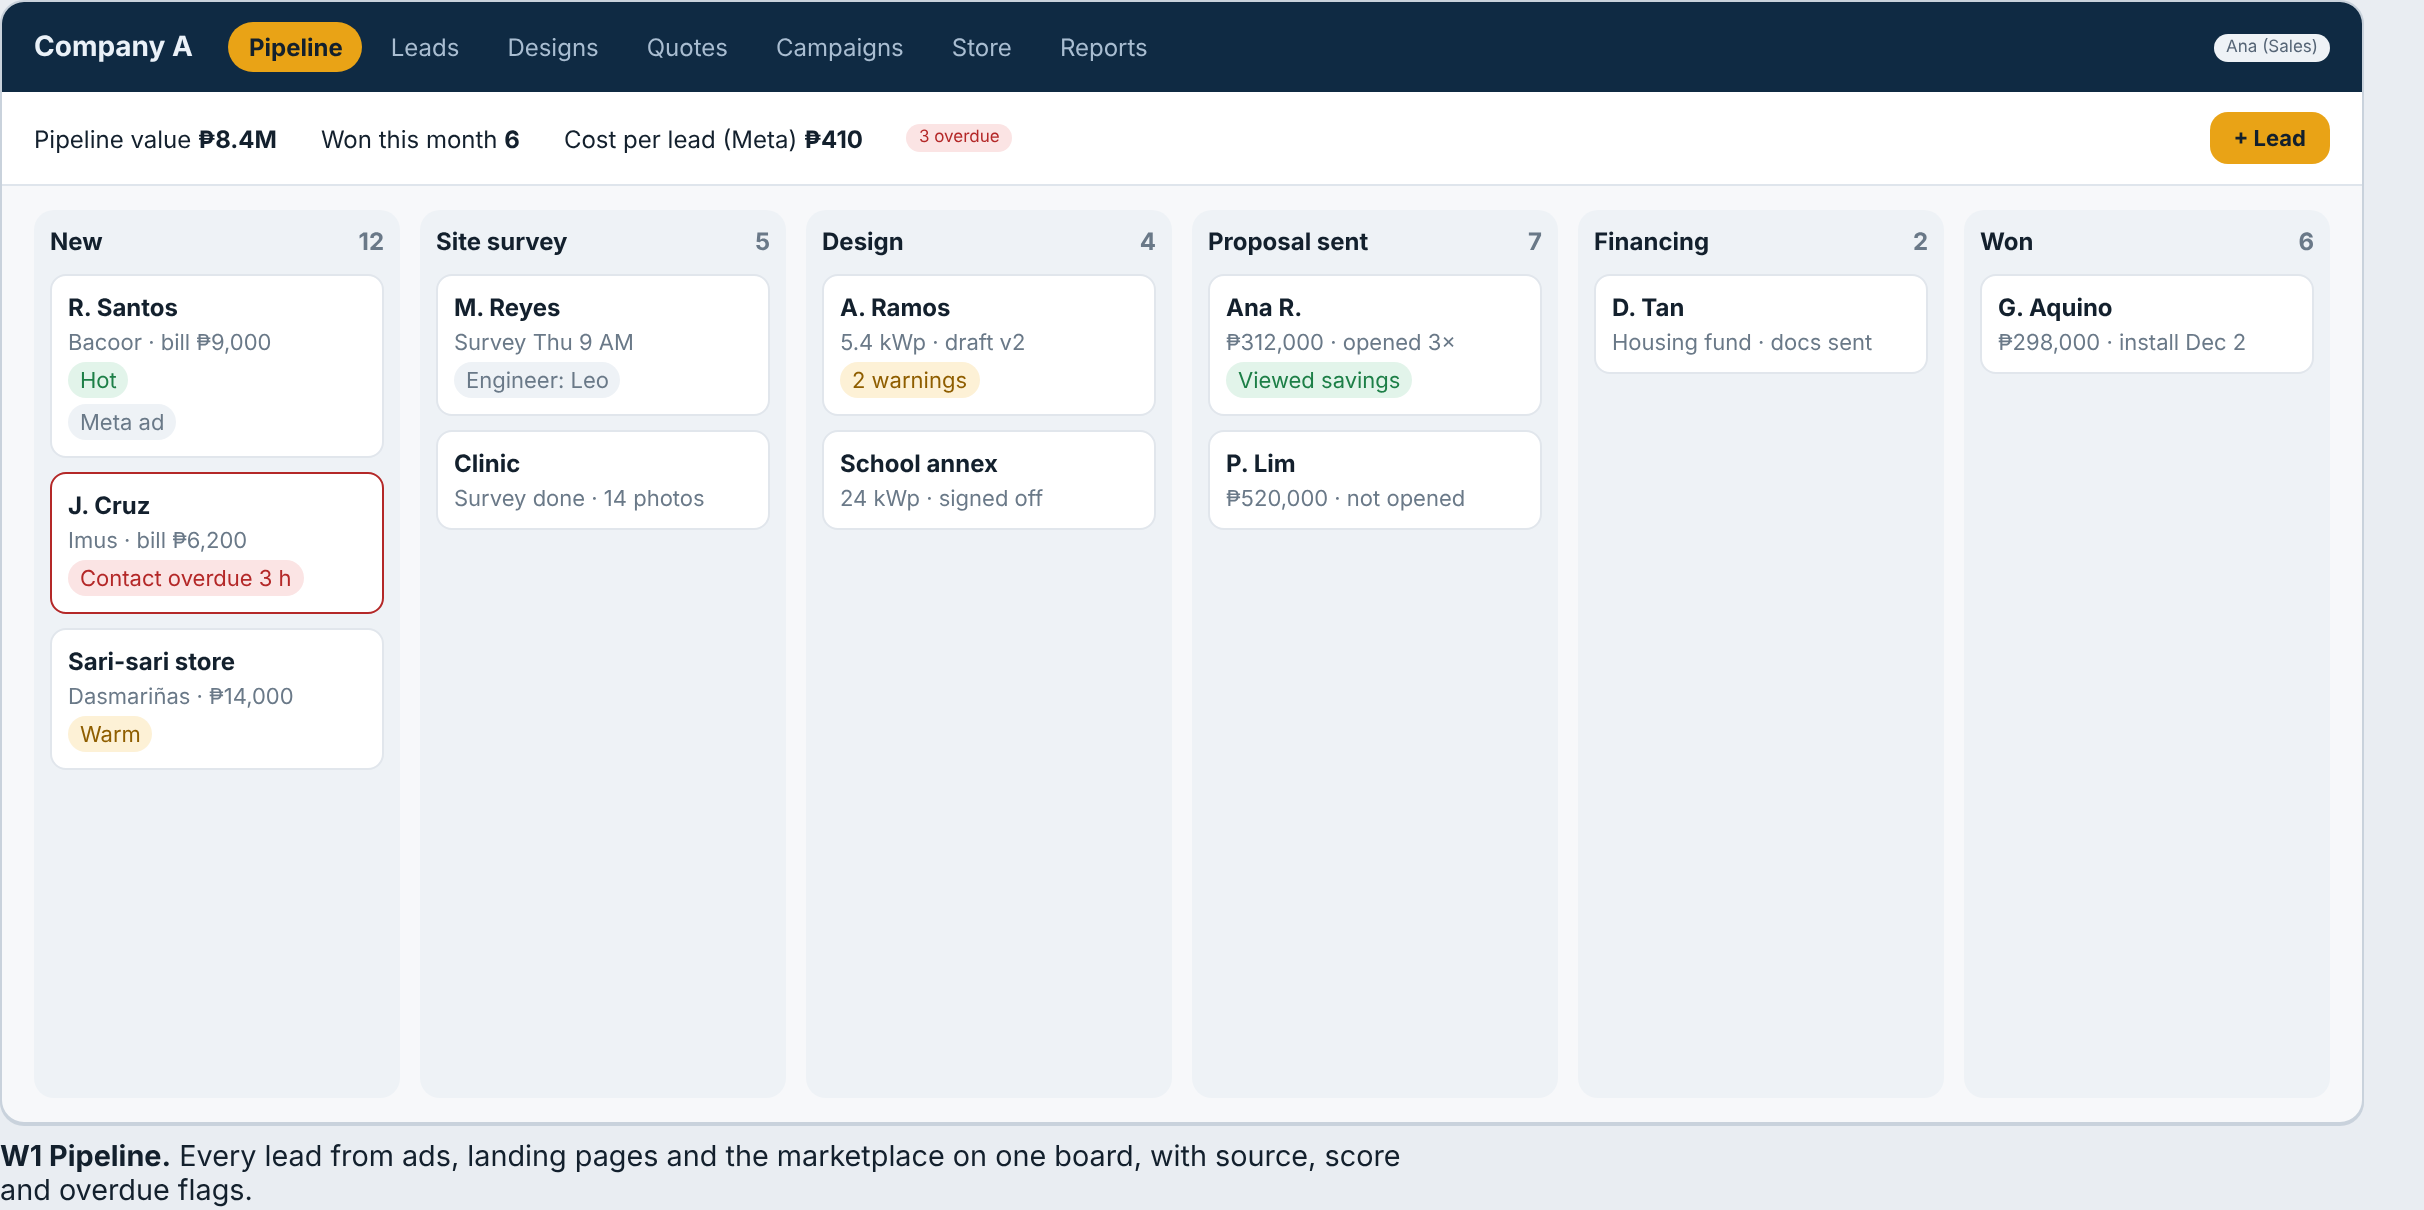 Company A
Pipeline
Leads
Designs
Quotes
Campaigns
Store
Reports
Ana (Sales)
Pipeline value ₱8.4M
Won this month 6
Cost per lead (Meta) ₱410
3 overdue
+ Lead
New 12
R. Santos
Bacoor · bill ₱9,000
Hot
Meta ad
J. Cruz
Imus · bill ₱6,200
Contact overdue 3 h
Sari-sari store
Dasmariñas · ₱14,000
Warm
Site survey 5
M. Reyes
Survey Thu 9 AM
Engineer: Leo
Clinic
Survey done · 14 photos
Design 4
A. Ramos
5.4 kWp · draft v2
2 warnings
School annex
24 kWp · signed off
Proposal sent 7
Ana R.
₱312,000 · opened 3×
Viewed savings
P. Lim
₱520,000 · not opened
Financing 2
D. Tan
Housing fund · docs sent
Won 6
G. Aquino
₱298,000 · install Dec 2
W1 Pipeline. Every lead from ads, landing pages and the marketplace on one board, with source, score
and overdue flags.